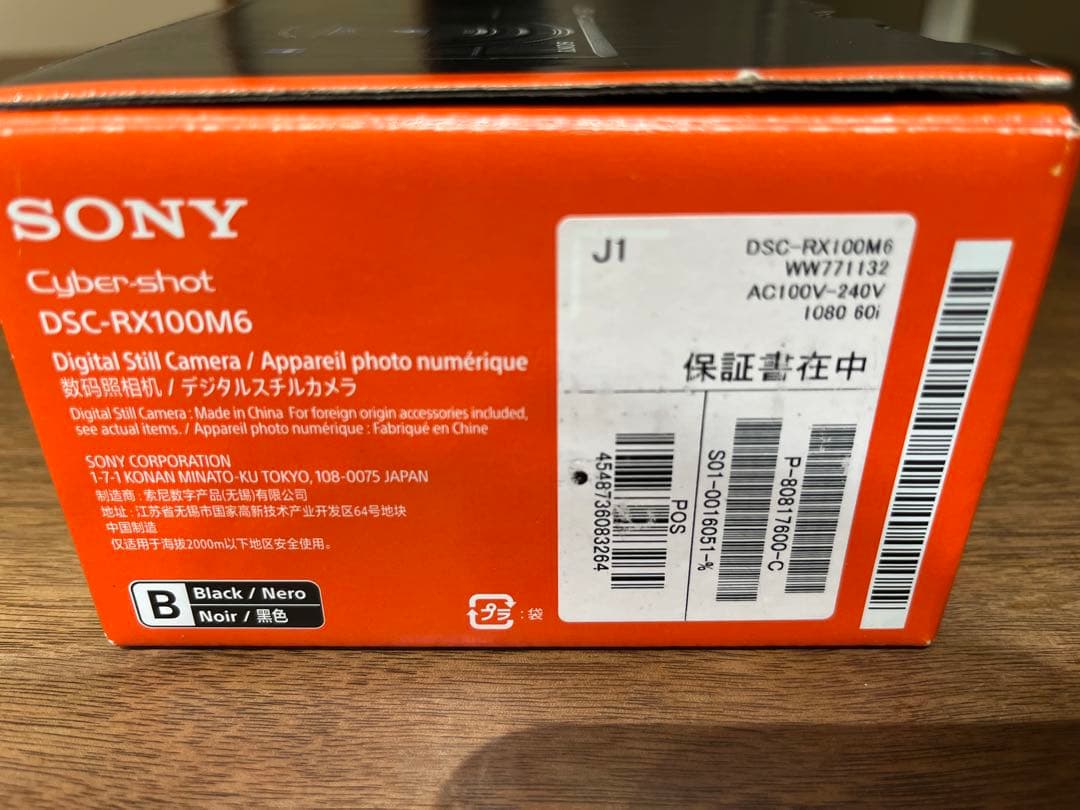 SONY
SONY
Cyber-shot
DSC-RX100M6
Digital Still Camera / Appareil photo numérique
数码照相机 / デジタルスチルカメラ
Digital Still Camera : Made in China For foreign origin accessories included,
see actual items. / Appareil photo numérique : Fabriqué en Chine
SONY CORPORATION
1-7-1 KONAN MINATO-KU TOKYO, 108-0075 JAPAN
制造商 : 索尼数字产品(无锡)有限公司
地址 : 江苏省无锡市国家高新技术产业开发区64号地块
中国制造
仅适用于海拔2000m以下地区安全使用。
B
Black / Nero
Noir / 黑色
プラ : 袋
J1
DSC-RX100M6
WW771132
AC100V-240V
1080 60i
保証書在中
4548736083264
POS
S01-0016051-%
P-80817600-C